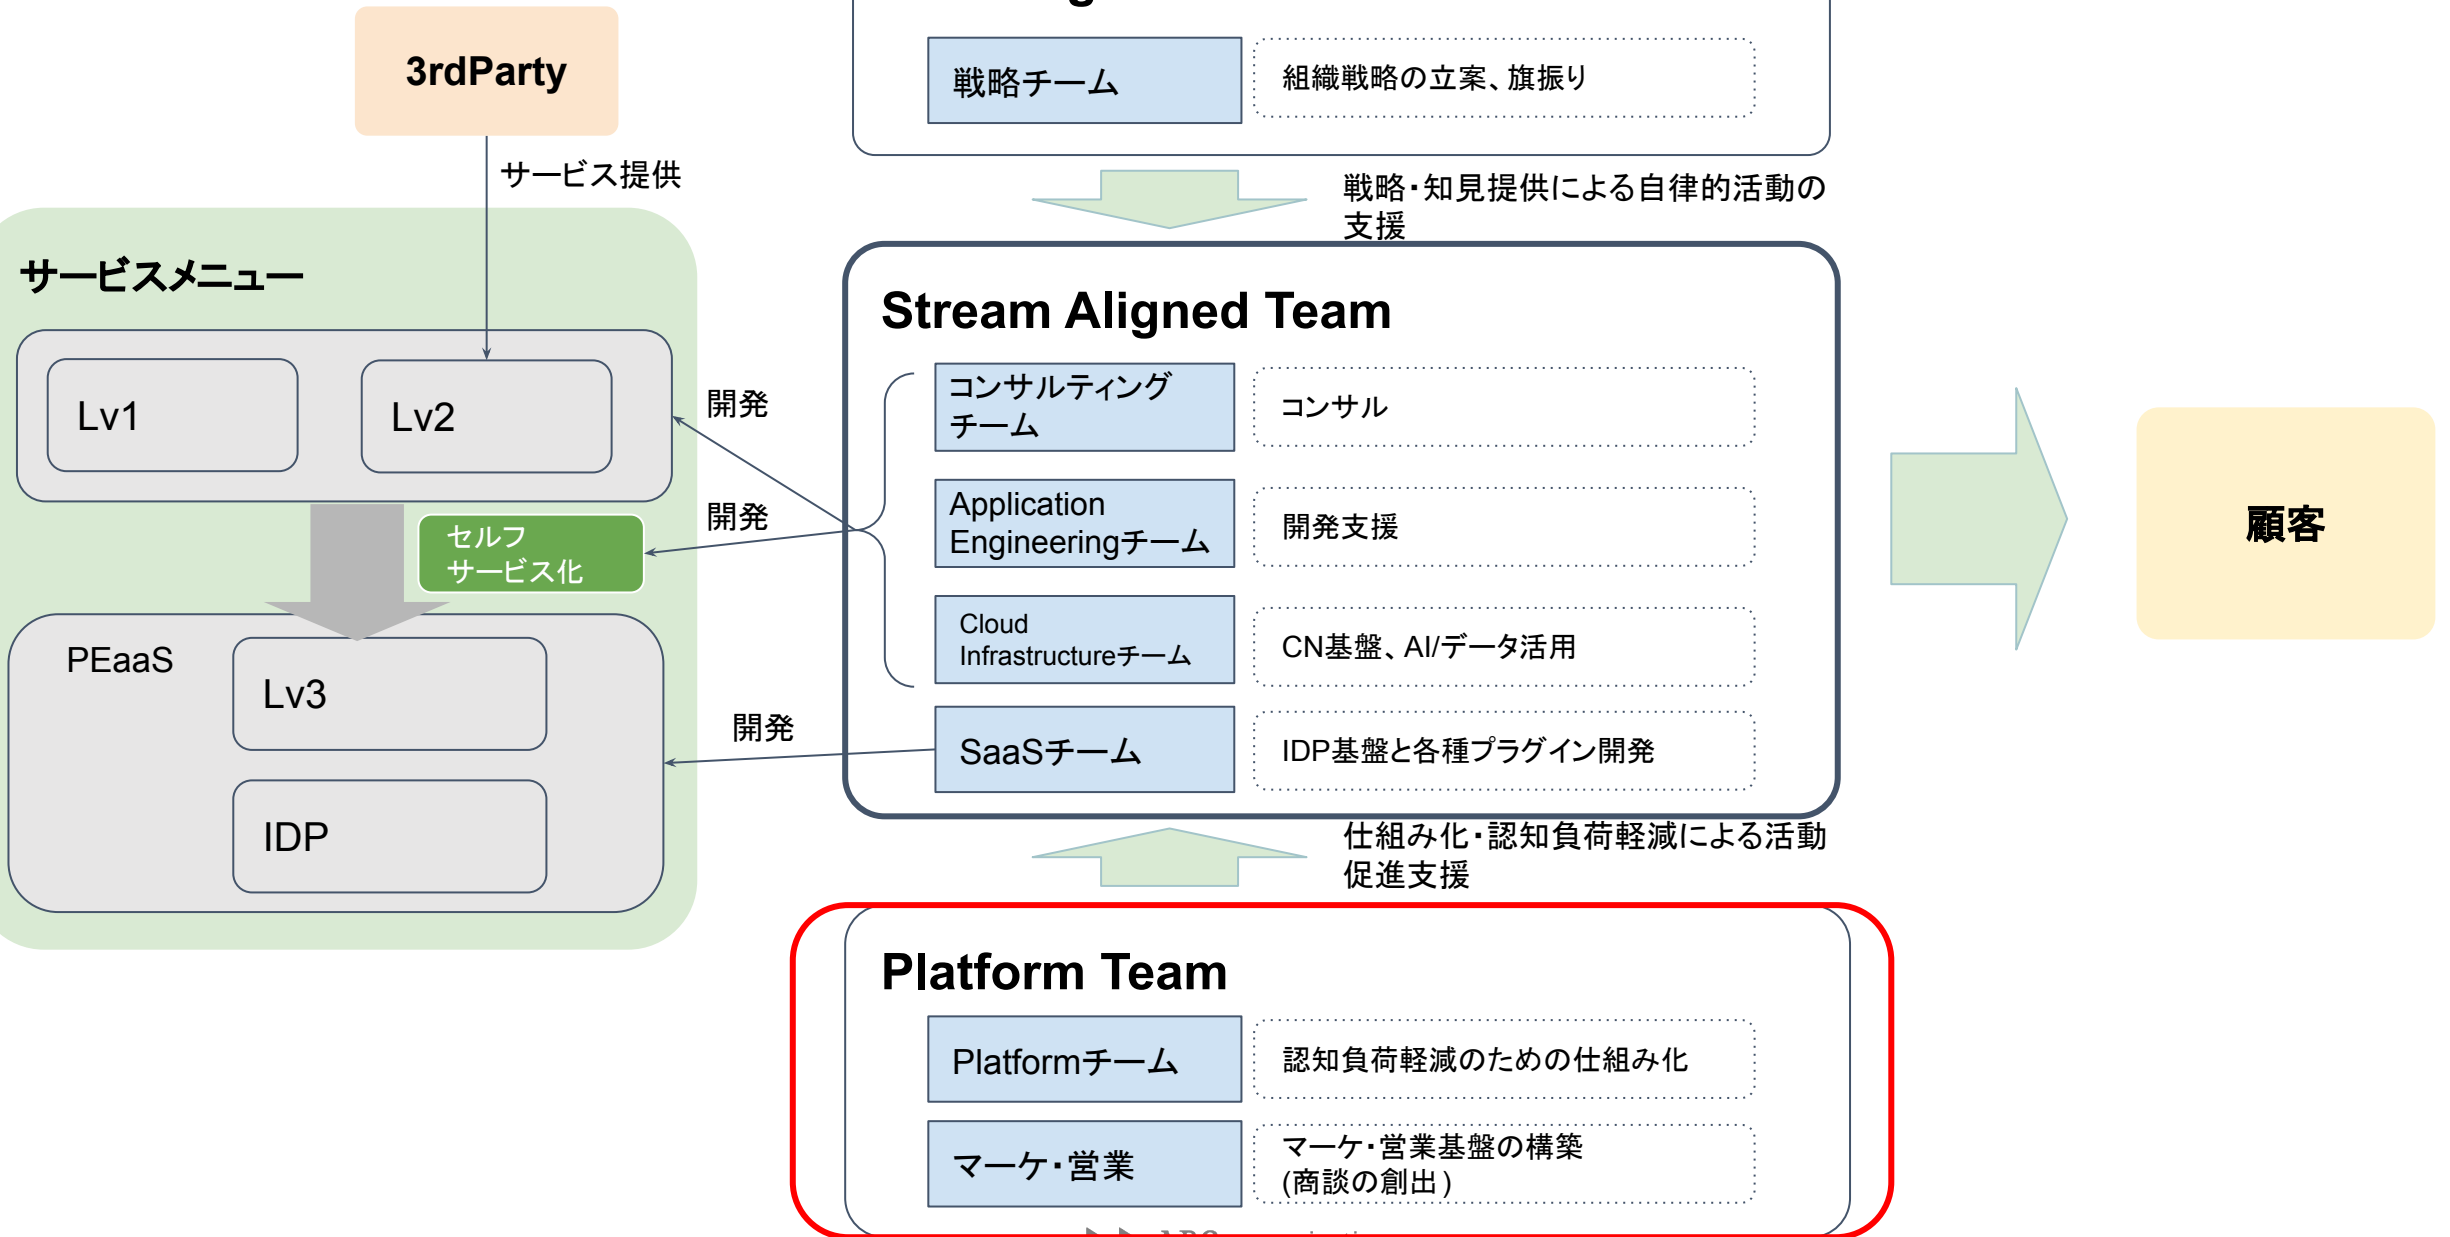 3rdParty
サービス提供
サービスメニュー
Lv1
Lv2
セルフ
サービス化
PEaaS
Lv3
IDP
開発
開発
開発
戦略チーム
組織戦略の立案、旗振り
戦略・知見提供による自律的活動の
支援
Stream Aligned Team
コンサルティング
チーム
コンサル
Application
Engineeringチーム
開発支援
Cloud
Infrastructureチーム
CN基盤、AI/データ活用
SaaSチーム
IDP基盤と各種プラグイン開発
仕組み化・認知負荷軽減による活動
促進支援
Platform Team
Platformチーム
認知負荷軽減のための仕組み化
マーケ・営業
マーケ・営業基盤の構築
(商談の創出)
顧客